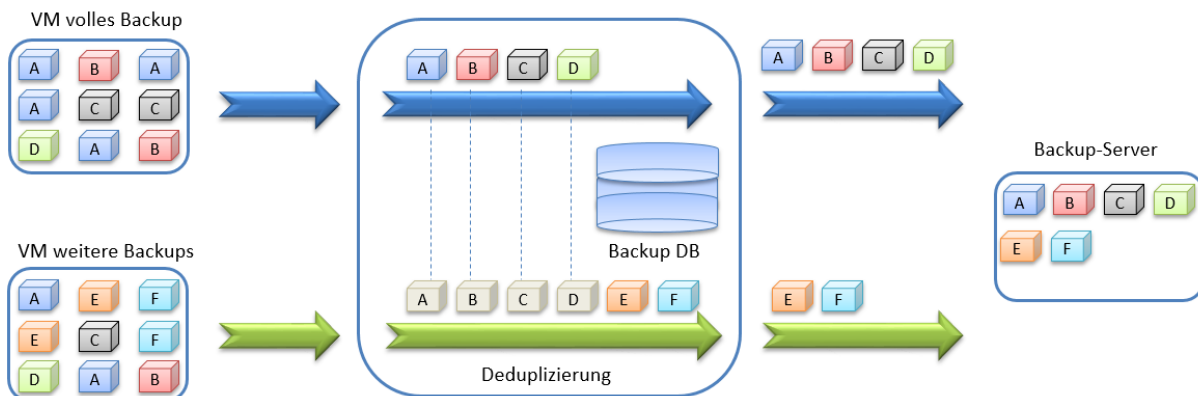 VM volles Backup
A B A
A C C
D A B
A B C D
A B C D
Backup DB
Backup-Server
A B C D
E F
VM weitere Backups
A E F
E C F
D A B
A B C D E F
E F
Deduplizierung